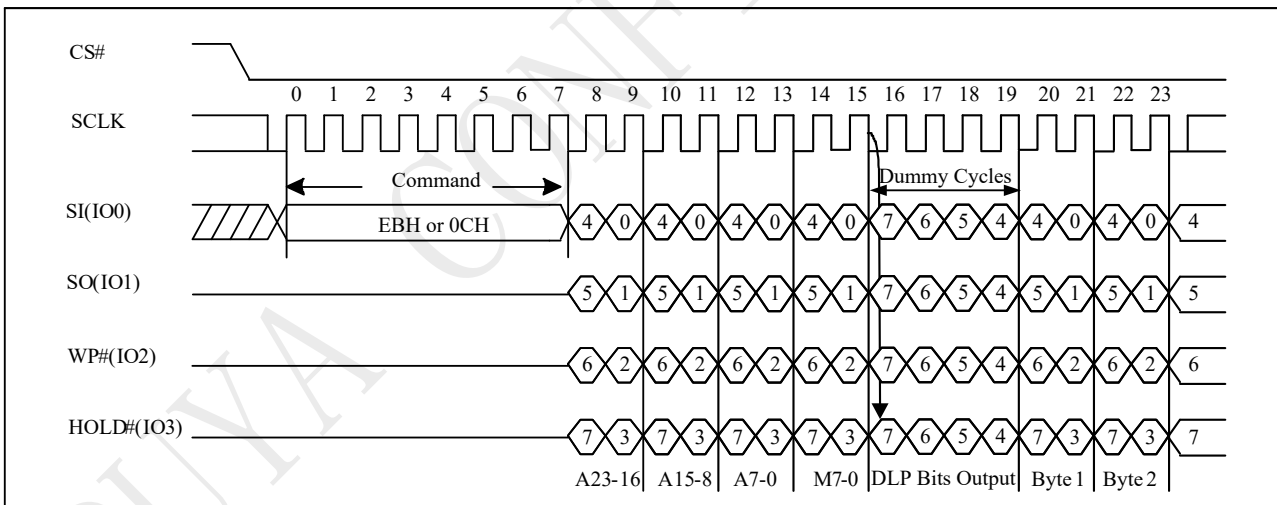 CS#
0 1 2 3 4 5 6 7 8 9 10 11 12 13 14 15 16 17 18 19 20 21 22 23
SCLK
Command
Dummy Cycles
SI(IO0)
EBH or 0CH
4 0 4 0 4 0 4 0 7 6 5 4 4 0 4 0 4
SO(IO1)
5 1 5 1 5 1 5 1 7 6 5 4 5 1 5 1 5
WP#(IO2)
6 2 6 2 6 2 6 2 7 6 5 4 6 2 6 2 6
HOLD#(IO3)
7 3 7 3 7 3 7 3 7 6 5 4 7 3 7 3 7
A23-16 A15-8 A7-0 M7-0 DLP Bits Output Byte 1 Byte 2
PUYA CONF